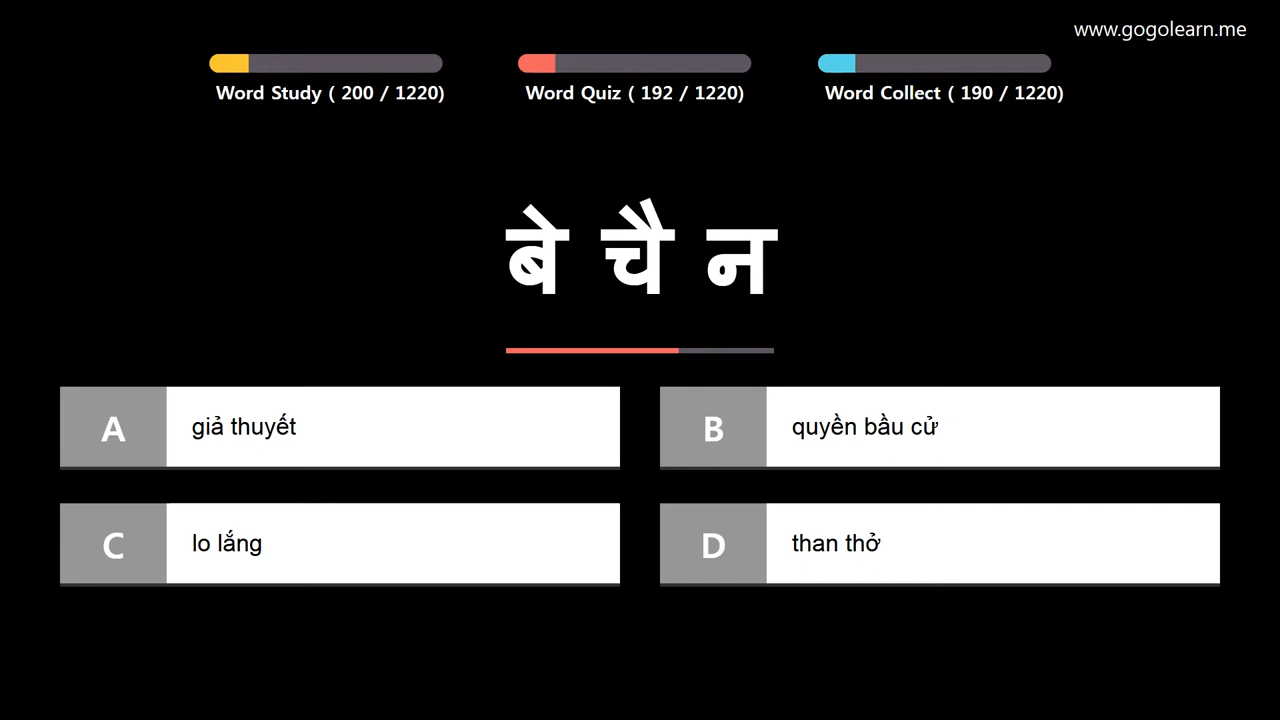 www.gogolearn.me
Word Study ( 200 / 1220)
Word Quiz ( 192 / 1220)
Word Collect ( 190 / 1220)
बे चै न
A
giả thuyết
B
quyền bầu cử
C
lo lắng
D
than thở